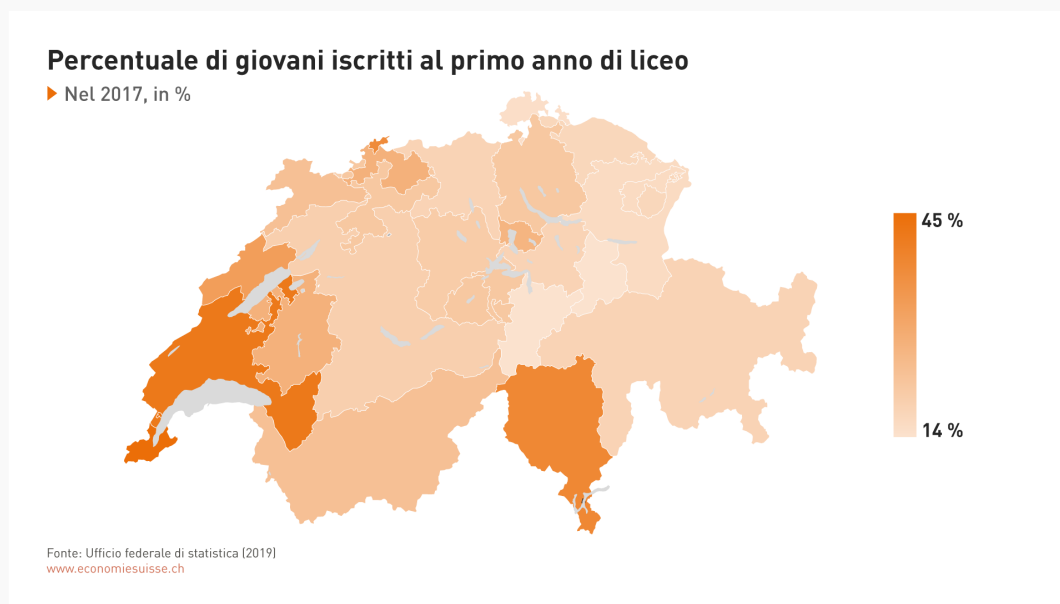 Percentuale di giovani iscritti al primo anno di liceo
Nel 2017, in %
45 %
14 %
Fonte: Ufficio federale di statistica (2019)
www.economiesuisse.ch